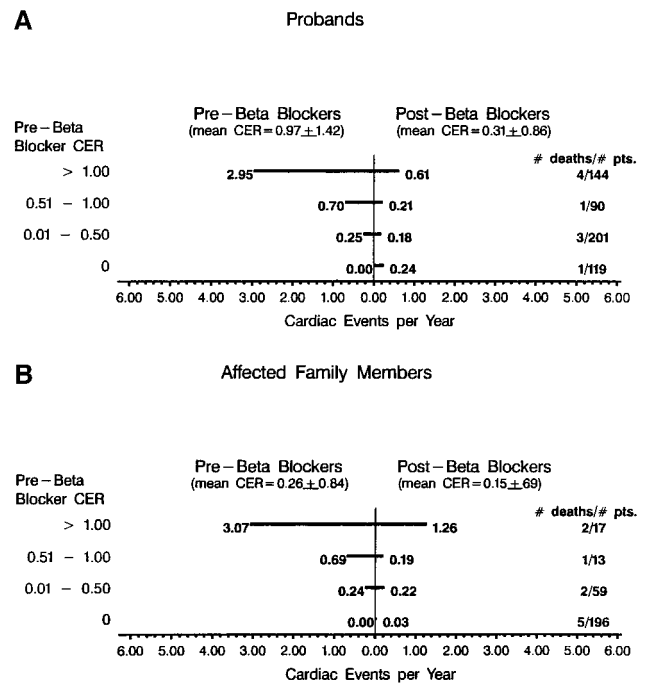 A
Probands
Pre-Beta Blockers Post-Beta Blockers
(mean CER=0.97±1.42) (mean CER=0.31±0.86)
Pre-Beta
Blocker CER
# deaths/# pts.
> 1.00 2.95 0.61 4/144
0.51 - 1.00 0.70 0.21 1/90
0.01 - 0.50 0.25 0.18 3/201
0 0.00 0.24 1/119
6.00 5.00 4.00 3.00 2.00 1.00 0.00 1.00 2.00 3.00 4.00 5.00 6.00
Cardiac Events per Year
B
Affected Family Members
Pre-Beta Blockers Post-Beta Blockers
(mean CER=0.26±0.84) (mean CER=0.15±69)
Pre-Beta
Blocker CER
# deaths/# pts.
> 1.00 3.07 1.26 2/17
0.51 - 1.00 0.69 0.19 1/13
0.01 - 0.50 0.24 0.22 2/59
0 0.00 0.03 5/196
6.00 5.00 4.00 3.00 2.00 1.00 0.00 1.00 2.00 3.00 4.00 5.00 6.00
Cardiac Events per Year